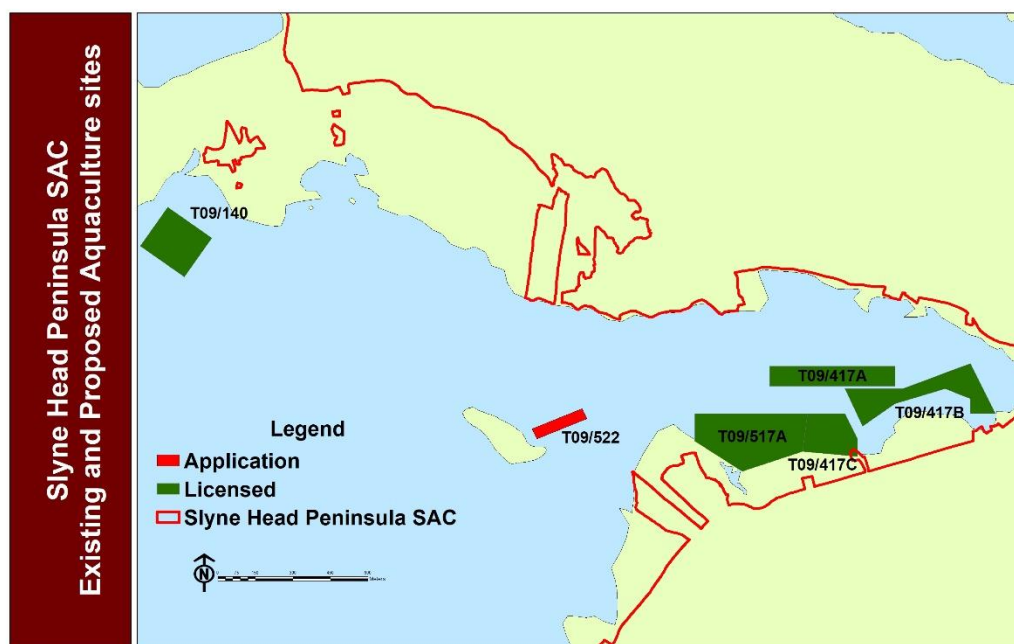 Slyne Head Peninsula SAC
Existing and Proposed Aquaculture sites
T09/140
T09/417A
T09/417B
T09/522
T09/517A
T09/417C
Legend
Application
Licensed
Slyne Head Peninsula SAC
N